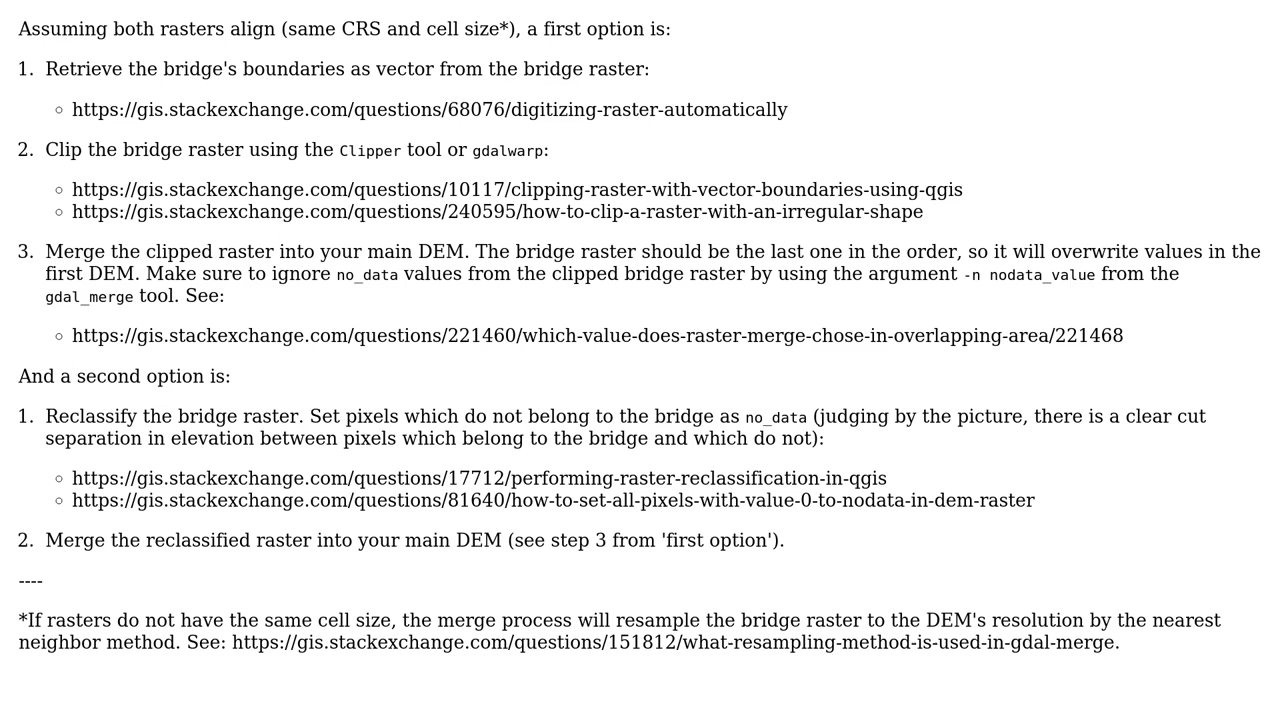 Assuming both rasters align (same CRS and cell size*), a first option is:
1. Retrieve the bridge's boundaries as vector from the bridge raster:
◦ https://gis.stackexchange.com/questions/68076/digitizing-raster-automatically
2. Clip the bridge raster using the Clipper tool or gdalwarp:
◦ https://gis.stackexchange.com/questions/10117/clipping-raster-with-vector-boundaries-using-qgis
◦ https://gis.stackexchange.com/questions/240595/how-to-clip-a-raster-with-an-irregular-shape
3. Merge the clipped raster into your main DEM. The bridge raster should be the last one in the order, so it will overwrite values in the
first DEM. Make sure to ignore no_data values from the clipped bridge raster by using the argument -n nodata_value from the
gdal_merge tool. See:
◦ https://gis.stackexchange.com/questions/221460/which-value-does-raster-merge-chose-in-overlapping-area/221468
And a second option is:
1. Reclassify the bridge raster. Set pixels which do not belong to the bridge as no_data (judging by the picture, there is a clear cut
separation in elevation between pixels which belong to the bridge and which do not):
◦ https://gis.stackexchange.com/questions/17712/performing-raster-reclassification-in-qgis
◦ https://gis.stackexchange.com/questions/81640/how-to-set-all-pixels-with-value-0-to-nodata-in-dem-raster
2. Merge the reclassified raster into your main DEM (see step 3 from 'first option').
----
*If rasters do not have the same cell size, the merge process will resample the bridge raster to the DEM's resolution by the nearest
neighbor method. See: https://gis.stackexchange.com/questions/151812/what-resampling-method-is-used-in-gdal-merge.